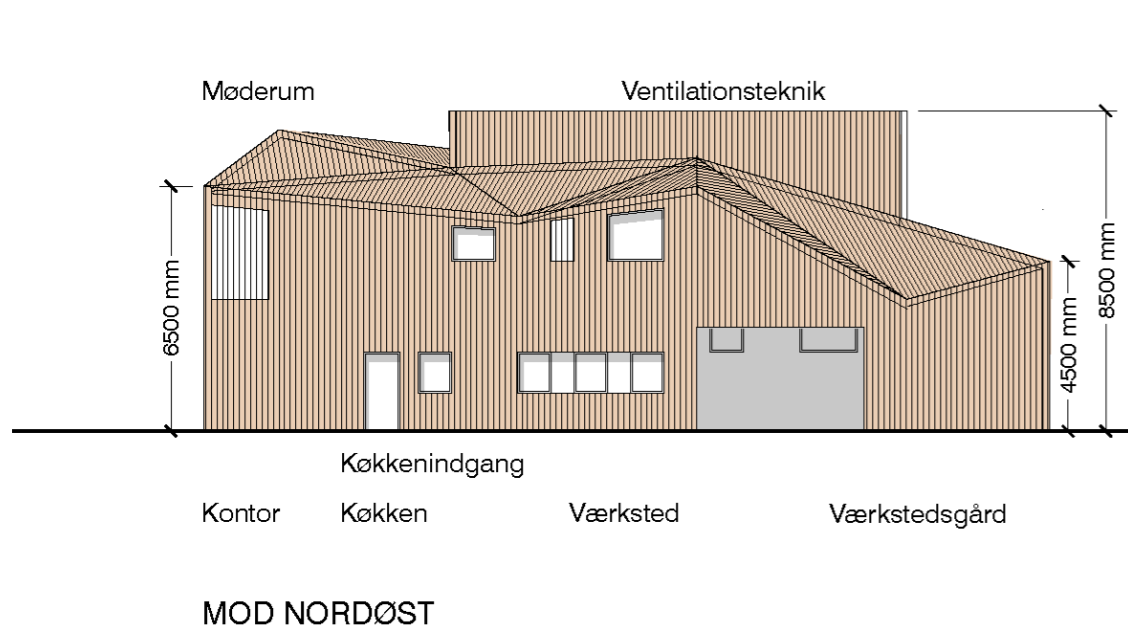 Møderum
Ventilationsteknik
6500 mm
4500 mm
8500 mm
Køkkenindgang
Kontor
Køkken
Værksted
Værkstedsgård
MOD NORDØST